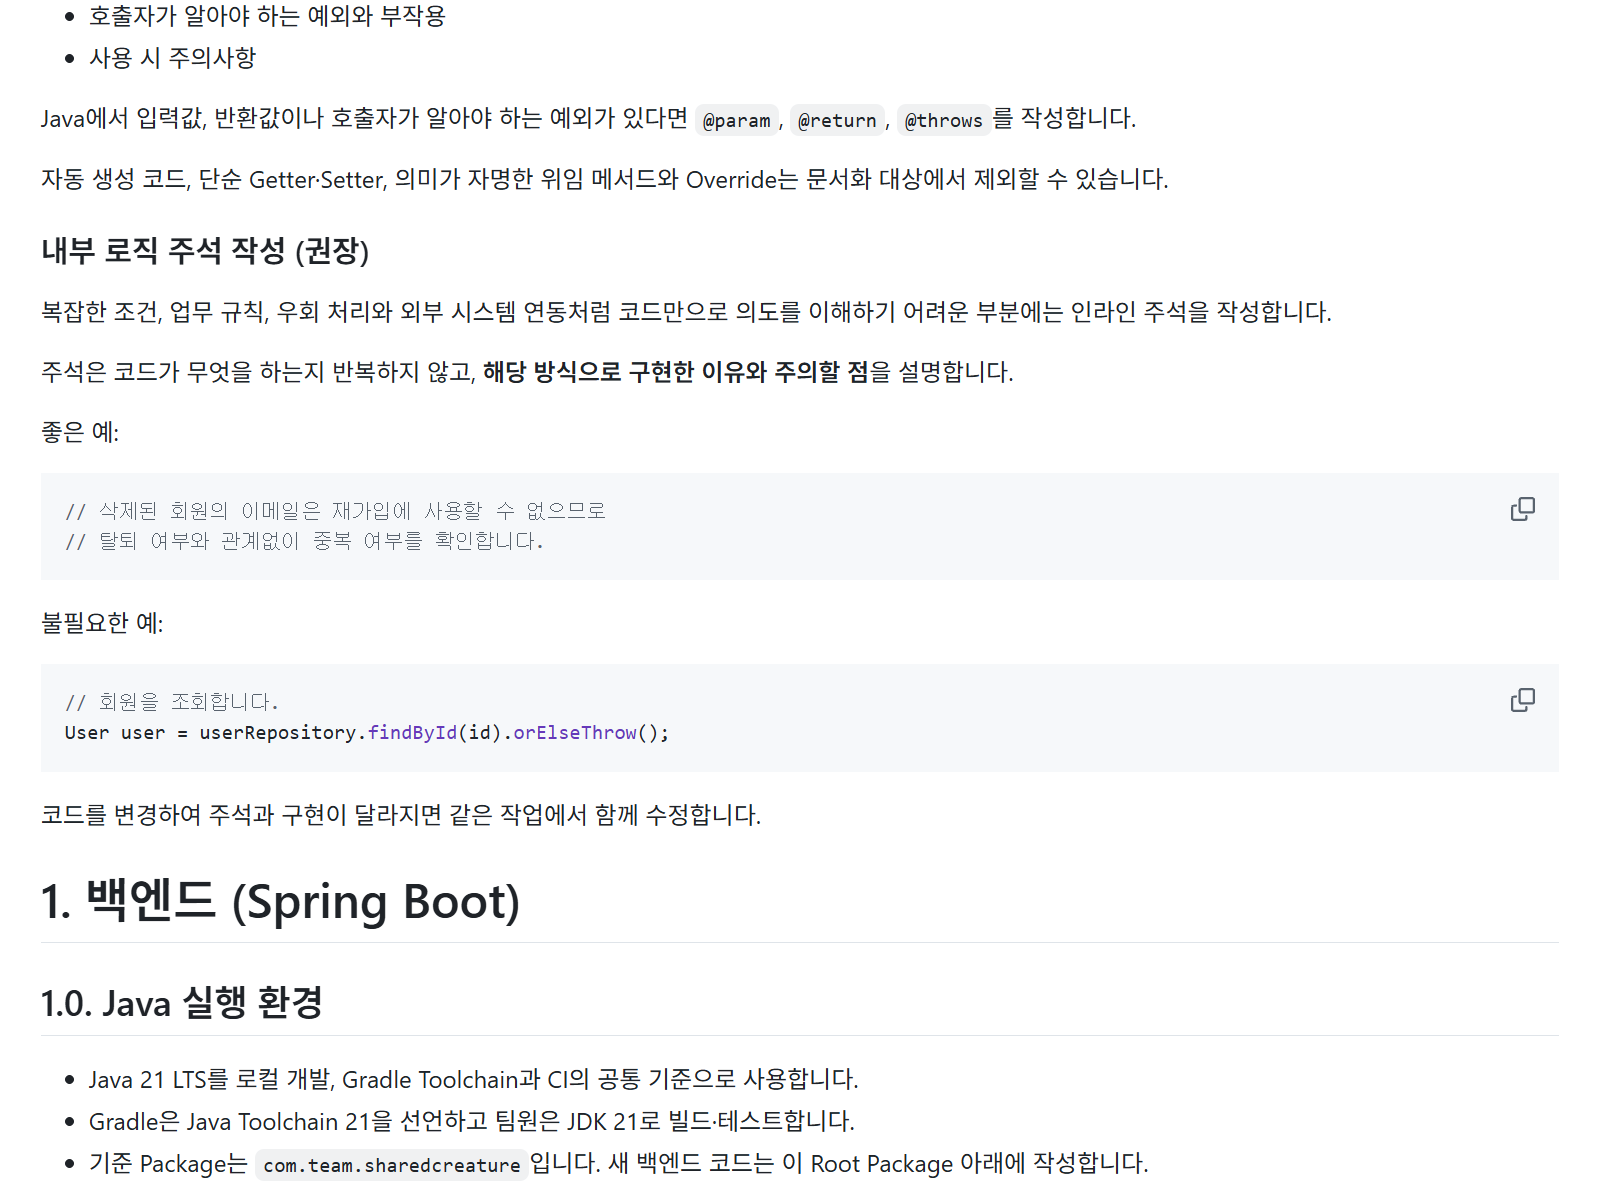 호출자가 알아야 하는 예외와 부작용
사용 시 주의사항
Java에서 입력값, 반환값이나 호출자가 알아야 하는 예외가 있다면 @param, @return, @throws를 작성합니다.
자동 생성 코드, 단순 Getter·Setter, 의미가 자명한 위임 메서드와 Override는 문서화 대상에서 제외할 수 있습니다.
내부 로직 주석 작성 (권장)
복잡한 조건, 업무 규칙, 우회 처리와 외부 시스템 연동처럼 코드만으로 의도를 이해하기 어려운 부분에는 인라인 주석을 작성합니다.
주석은 코드가 무엇을 하는지 반복하지 않고, 해당 방식으로 구현한 이유와 주의할 점을 설명합니다.
좋은 예:
// 삭제된 회원의 이메일은 재가입에 사용할 수 없으므로
// 탈퇴 여부와 관계없이 중복 여부를 확인합니다.
불필요한 예:
// 회원을 조회합니다.
User user = userRepository.findById(id).orElseThrow();
코드를 변경하여 주석과 구현이 달라지면 같은 작업에서 함께 수정합니다.
1. 백엔드 (Spring Boot)
1.0. Java 실행 환경
Java 21 LTS를 로컬 개발, Gradle Toolchain과 CI의 공통 기준으로 사용합니다.
Gradle은 Java Toolchain 21을 선언하고 팀원은 JDK 21로 빌드·테스트합니다.
기준 Package는 com.team.sharedcreature입니다. 새 백엔드 코드는 이 Root Package 아래에 작성합니다.